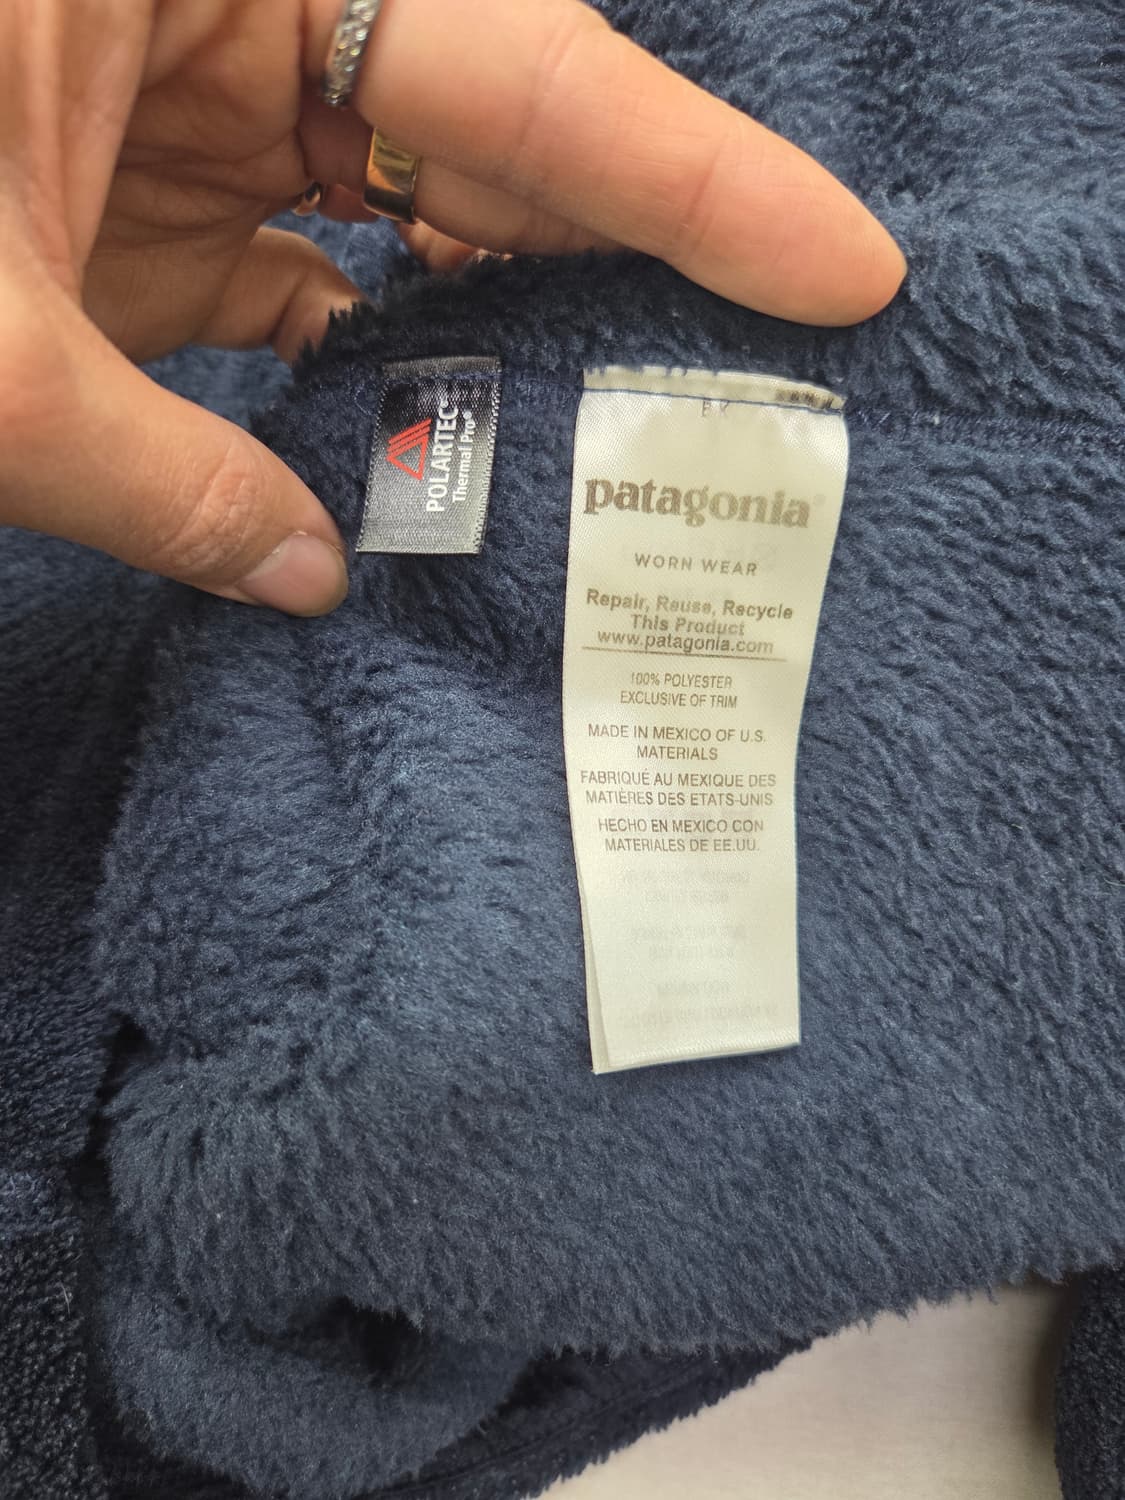 POLARTEC®
Thermal Pro®
patagonia®
WORN WEAR
Repair, Reuse, Recycle
This Product
www.patagonia.com
100% POLYESTER
EXCLUSIVE OF TRIM
MADE IN MEXICO OF U.S.
MATERIALS
FABRIQUÉ AU MEXIQUE DES
MATIÈRES DES ETATS-UNIS
HECHO EN MEXICO CON
MATERIALES DE EE.UU.